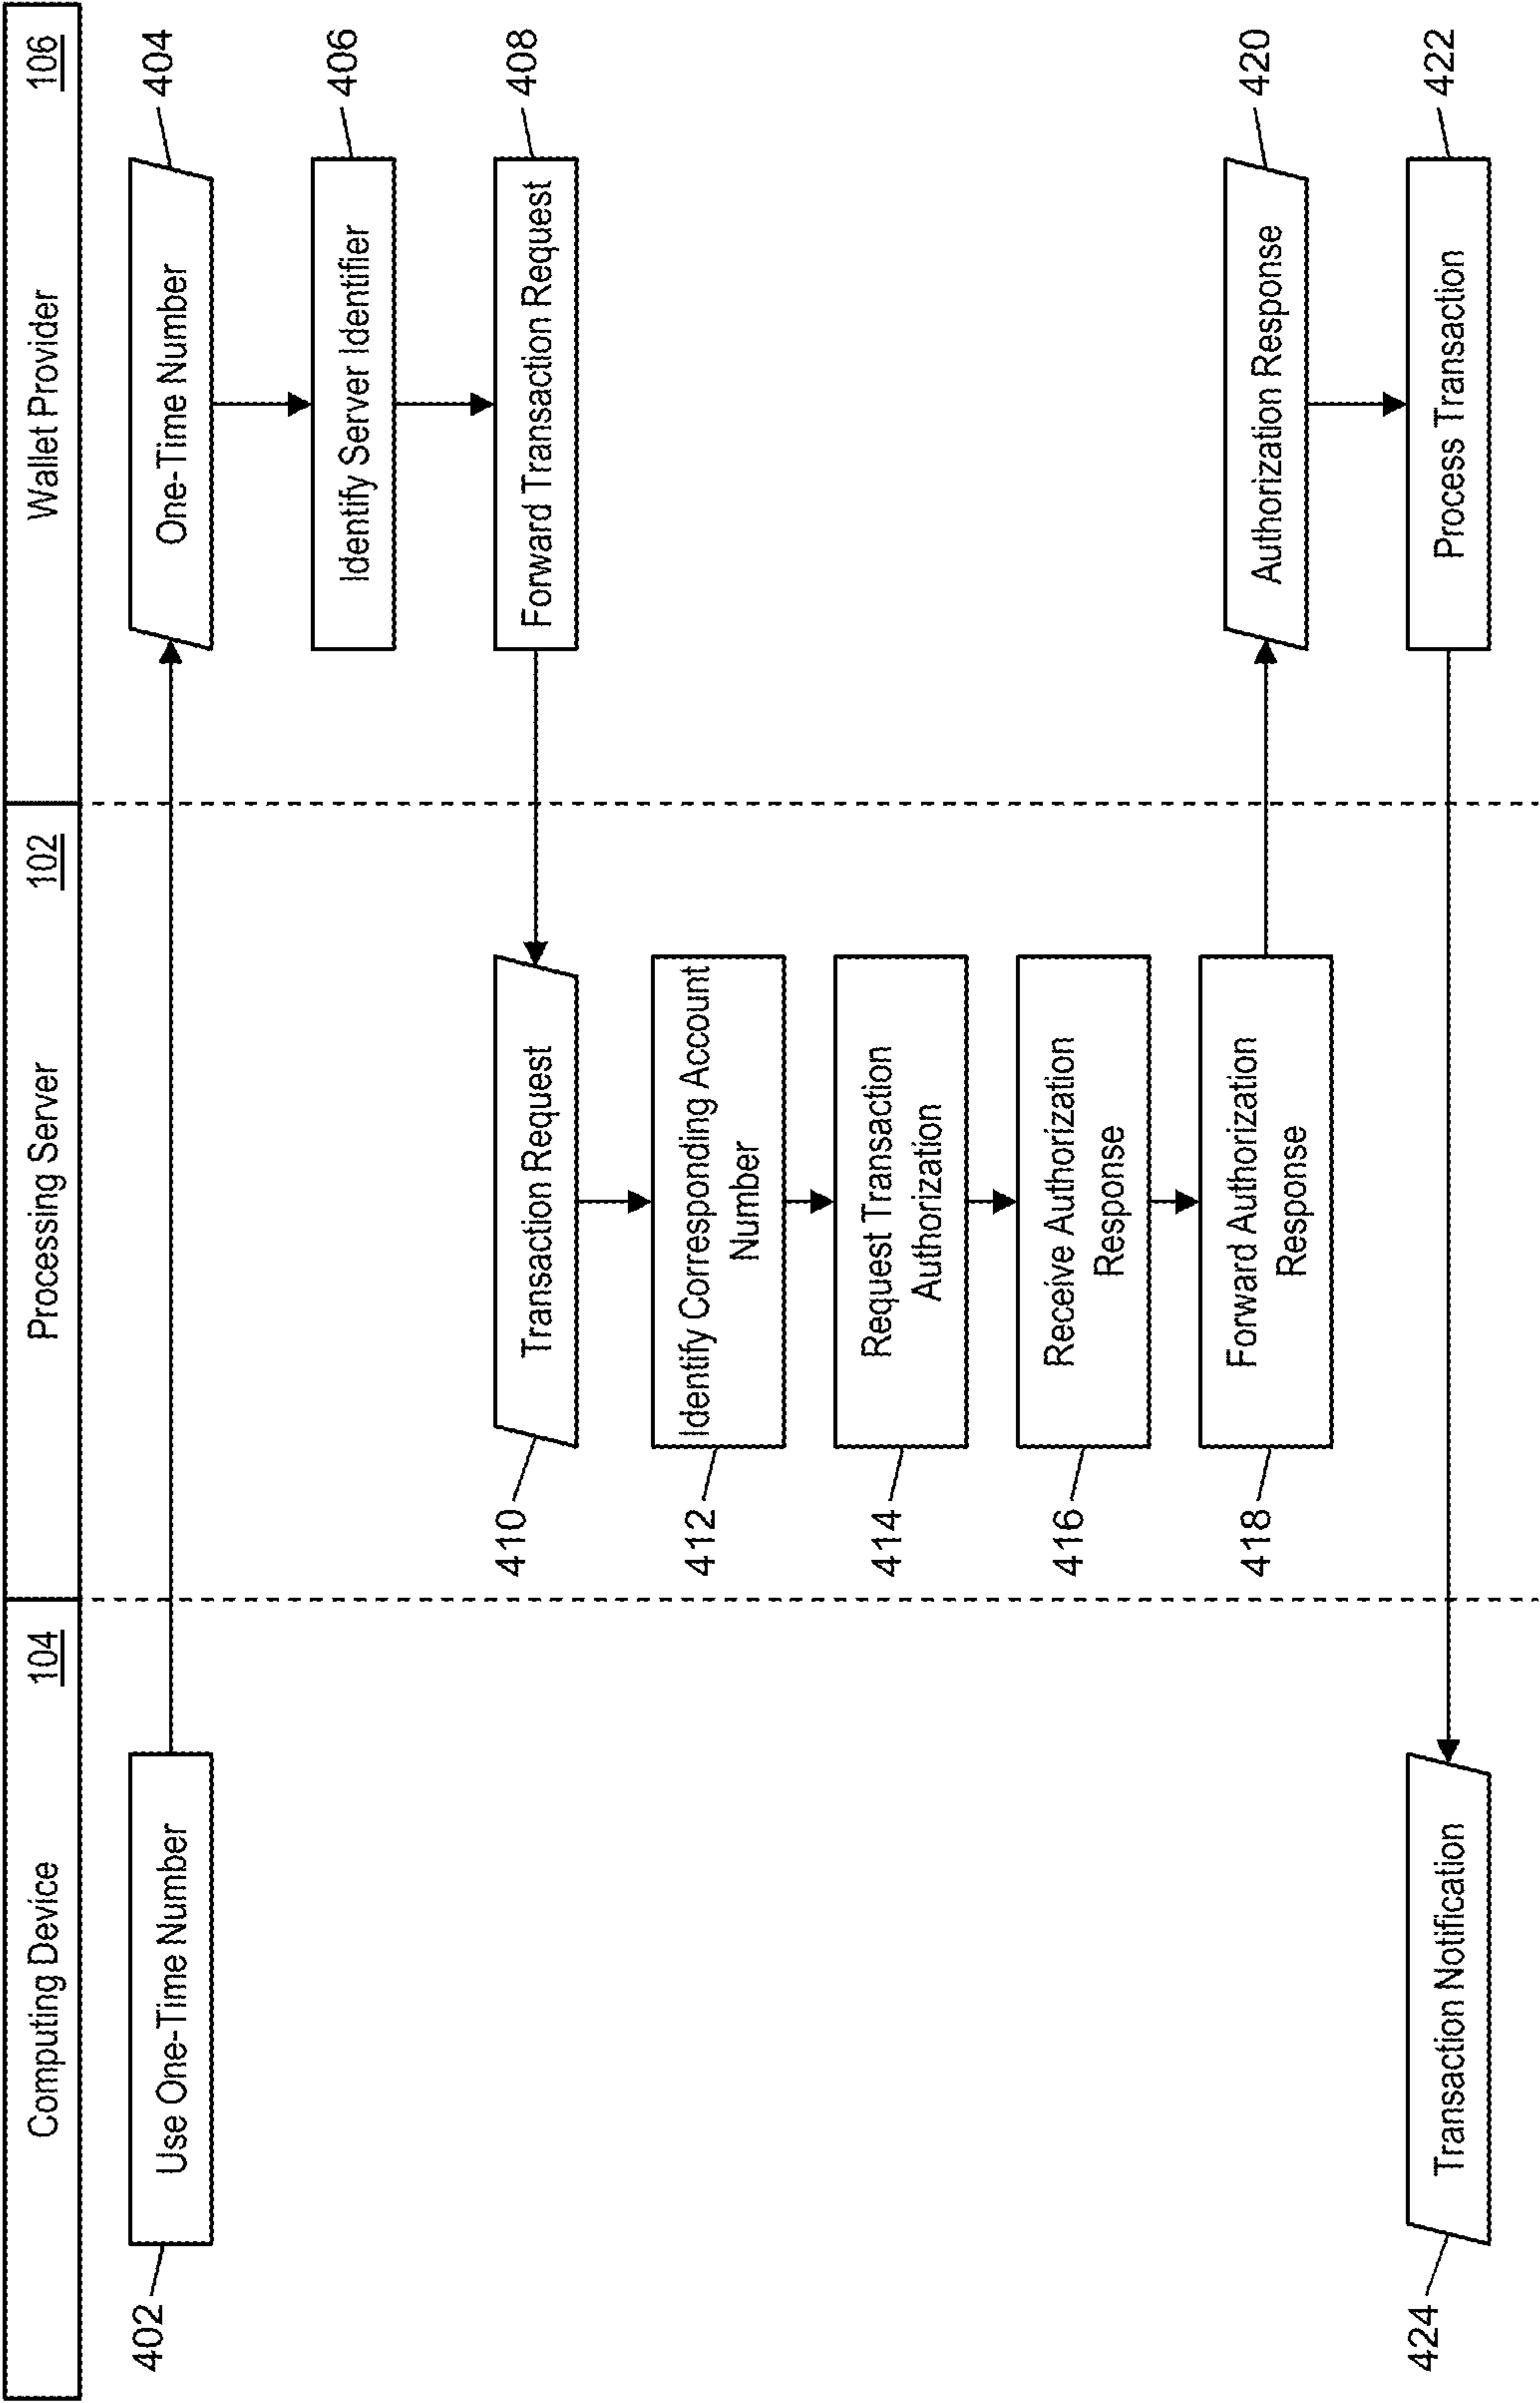 Computing Device
104
Processing Server
102
Wallet Provider
106
402
Use One-Time Number
One-Time Number
404
Identify Server Identifier
406
Forward Transaction Request
408
410
Transaction Request
412
Identify Corresponding Account
Number
414
Request Transaction
Authorization
416
Receive Authorization
Response
418
Forward Authorization
Response
Authorization Response
420
Process Transaction
422
424
Transaction Notification